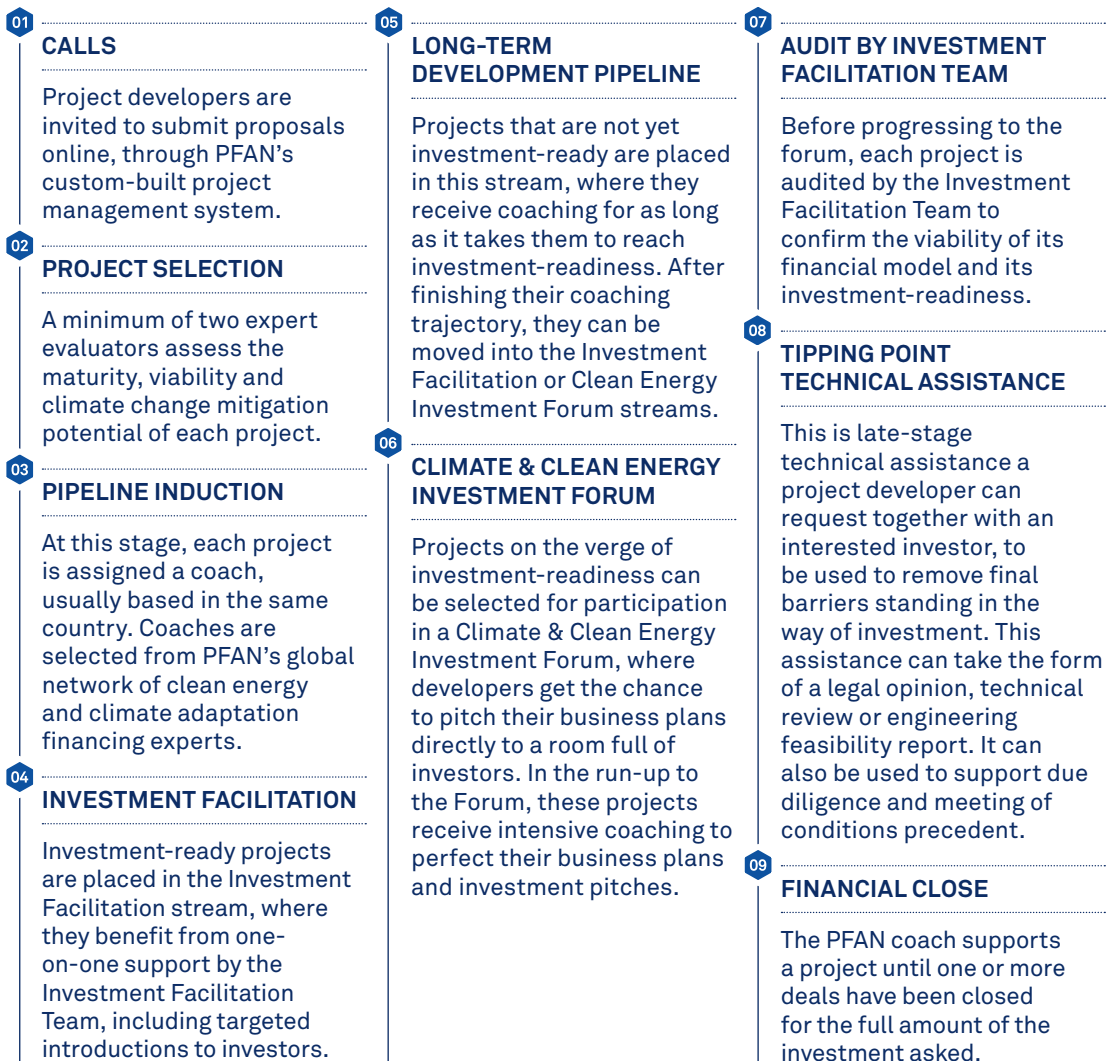 01
CALLS
Project developers are
invited to submit proposals
online, through PFAN's
custom-built project
management system.
02
PROJECT SELECTION
A minimum of two expert
evaluators assess the
maturity, viability and
climate change mitigation
potential of each project.
03
PIPELINE INDUCTION
At this stage, each project
is assigned a coach,
usually based in the same
country. Coaches are
selected from PFAN's global
network of clean energy
and climate adaptation
financing experts.
04
INVESTMENT FACILITATION
Investment-ready projects
are placed in the Investment
Facilitation stream, where
they benefit from one-
on-one support by the
Investment Facilitation
Team, including targeted
introductions to investors.
05
LONG-TERM
DEVELOPMENT PIPELINE
Projects that are not yet
investment-ready are placed
in this stream, where they
receive coaching for as long
as it takes them to reach
investment-readiness. After
finishing their coaching
trajectory, they can be
moved into the Investment
Facilitation or Clean Energy
Investment Forum streams.
06
CLIMATE & CLEAN ENERGY
INVESTMENT FORUM
Projects on the verge of
investment-readiness can
be selected for participation
in a Climate & Clean Energy
Investment Forum, where
developers get the chance
to pitch their business plans
directly to a room full of
investors. In the run-up to
the Forum, these projects
receive intensive coaching to
perfect their business plans
and investment pitches.
07
AUDIT BY INVESTMENT
FACILITATION TEAM
Before progressing to the
forum, each project is
audited by the Investment
Facilitation Team to
confirm the viability of its
financial model and its
investment-readiness.
08
TIPPING POINT
TECHNICAL ASSISTANCE
This is late-stage
technical assistance a
project developer can
request together with an
interested investor, to
be used to remove final
barriers standing in the
way of investment. This
assistance can take the form
of a legal opinion, technical
review or engineering
feasibility report. It can
also be used to support due
diligence and meeting of
conditions precedent.
09
FINANCIAL CLOSE
The PFAN coach supports
a project until one or more
deals have been closed
for the full amount of the
investment asked.